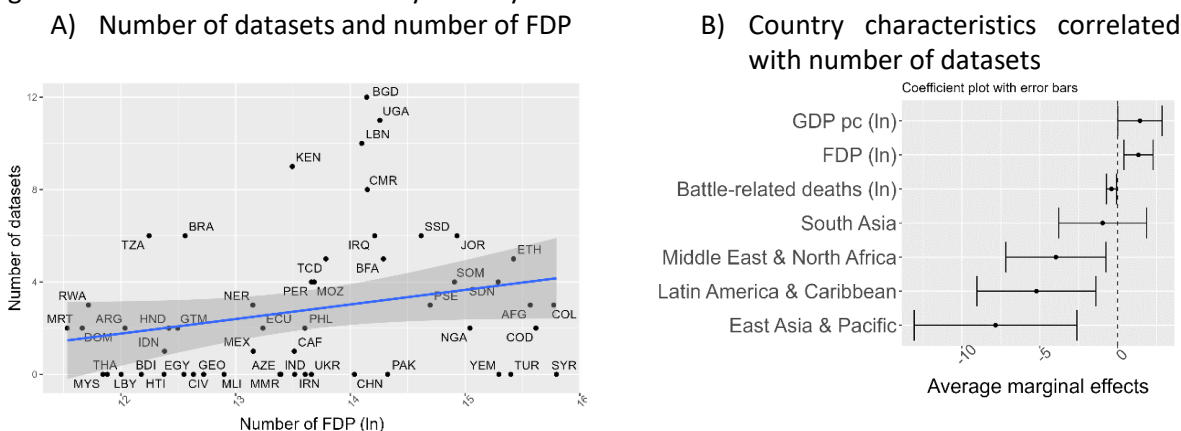 A) Number of datasets and number of FDP
12
8
4
0
Number of datasets
BGD
UGA
LBN
KEN
CMR
BRA
TZA
IRQ
SSD
JOR
ETH
TCD
BFA
PER
MOZ
SOM
SDN
RWA
NER
PSE
AFG
COL
MRT
DOM
ARG
HND
GTM
ECU
PHL
NGA
COD
IDN
MEX
CAF
THA
BDI
EGY
GEO
AZE
IND
UKR
PAK
YEM
TUR
SYR
MYS
LBY
HTI
CIV
MLI
MMR
IRN
CHN
12
13
14
15
16
Number of FDP (ln)
B) Country characteristics correlated
with number of datasets
Coefficient plot with error bars
GDP pc (ln)
FDP (ln)
Battle-related deaths (ln)
South Asia
Middle East & North Africa
Latin America & Caribbean
East Asia & Pacific
-10
-5
0
Average marginal effects